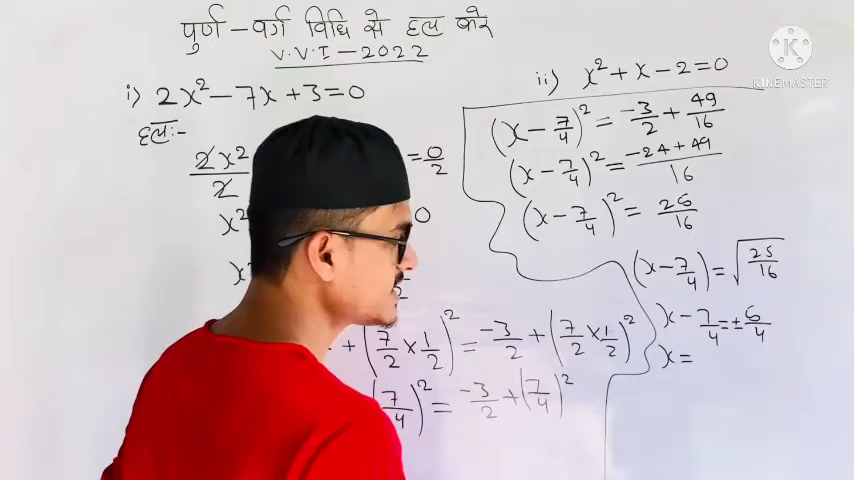 पुर्ण – वर्ग विधि से हल करें
V.V.I – 2022
i) 2x² – 7x + 3 = 0
हलः-
2x²/2 = 0/2
x² 0
x²
+ (7/2 × 1/2)² = -3/2 + (7/2 × 1/2)²
(7/4)² = -3/2 + (7/4)²
ii) x² + x – 2 = 0
(x – 7/4)² = -3/2 + 49/16
(x – 7/4)² = -24 + 49/16
(x – 7/4)² = 25/16
(x – 7/4) = √25/16
x – 7/4 = ± 5/4
x =
KINEMASTER